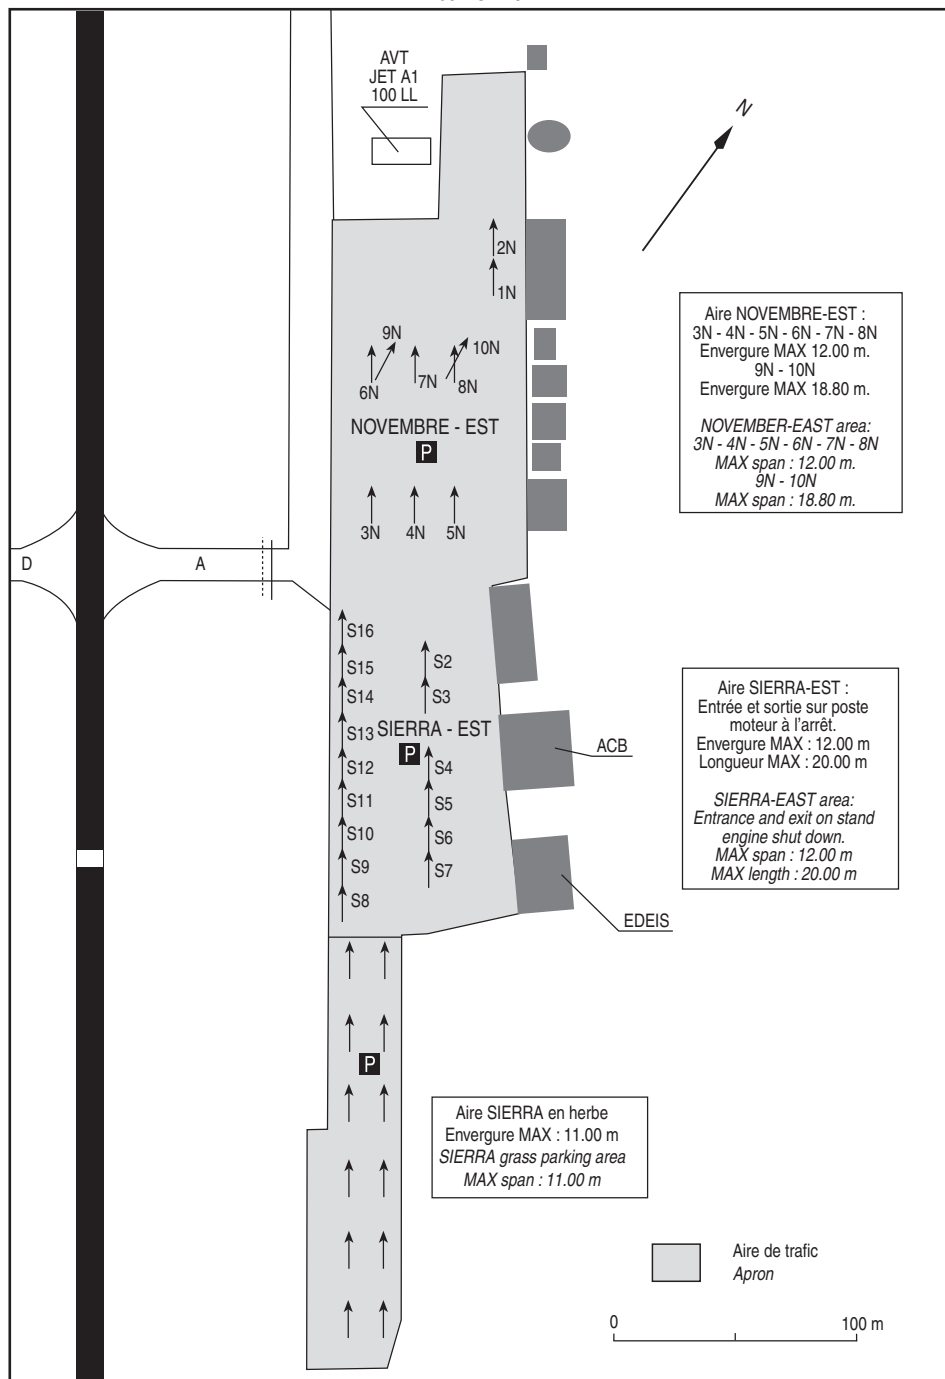 AVT
JET A1
100 LL
N
2N
1N
9N
10N
6N
7N
8N
NOVEMBRE - EST
P
3N
4N
5N
Aire NOVEMBRE-EST :
3N - 4N - 5N - 6N - 7N - 8N
Envergure MAX 12.00 m.
9N - 10N
Envergure MAX 18.80 m.
NOVEMBER-EAST area:
3N - 4N - 5N - 6N - 7N - 8N
MAX span : 12.00 m.
9N - 10N
MAX span : 18.80 m.
D
A
S16
S15
S14
S13
S12
S11
S10
S9
S8
S2
S3
SIERRA - EST
P
S4
S5
S6
S7
ACB
EDEIS
Aire SIERRA-EST :
Entrée et sortie sur poste
moteur à l'arrêt.
Envergure MAX : 12.00 m
Longueur MAX : 20.00 m
SIERRA-EAST area:
Entrance and exit on stand
engine shut down.
MAX span : 12.00 m
MAX length : 20.00 m
P
Aire SIERRA en herbe
Envergure MAX : 11.00 m
SIERRA grass parking area
MAX span : 11.00 m
Aire de trafic
Apron
0 100 m